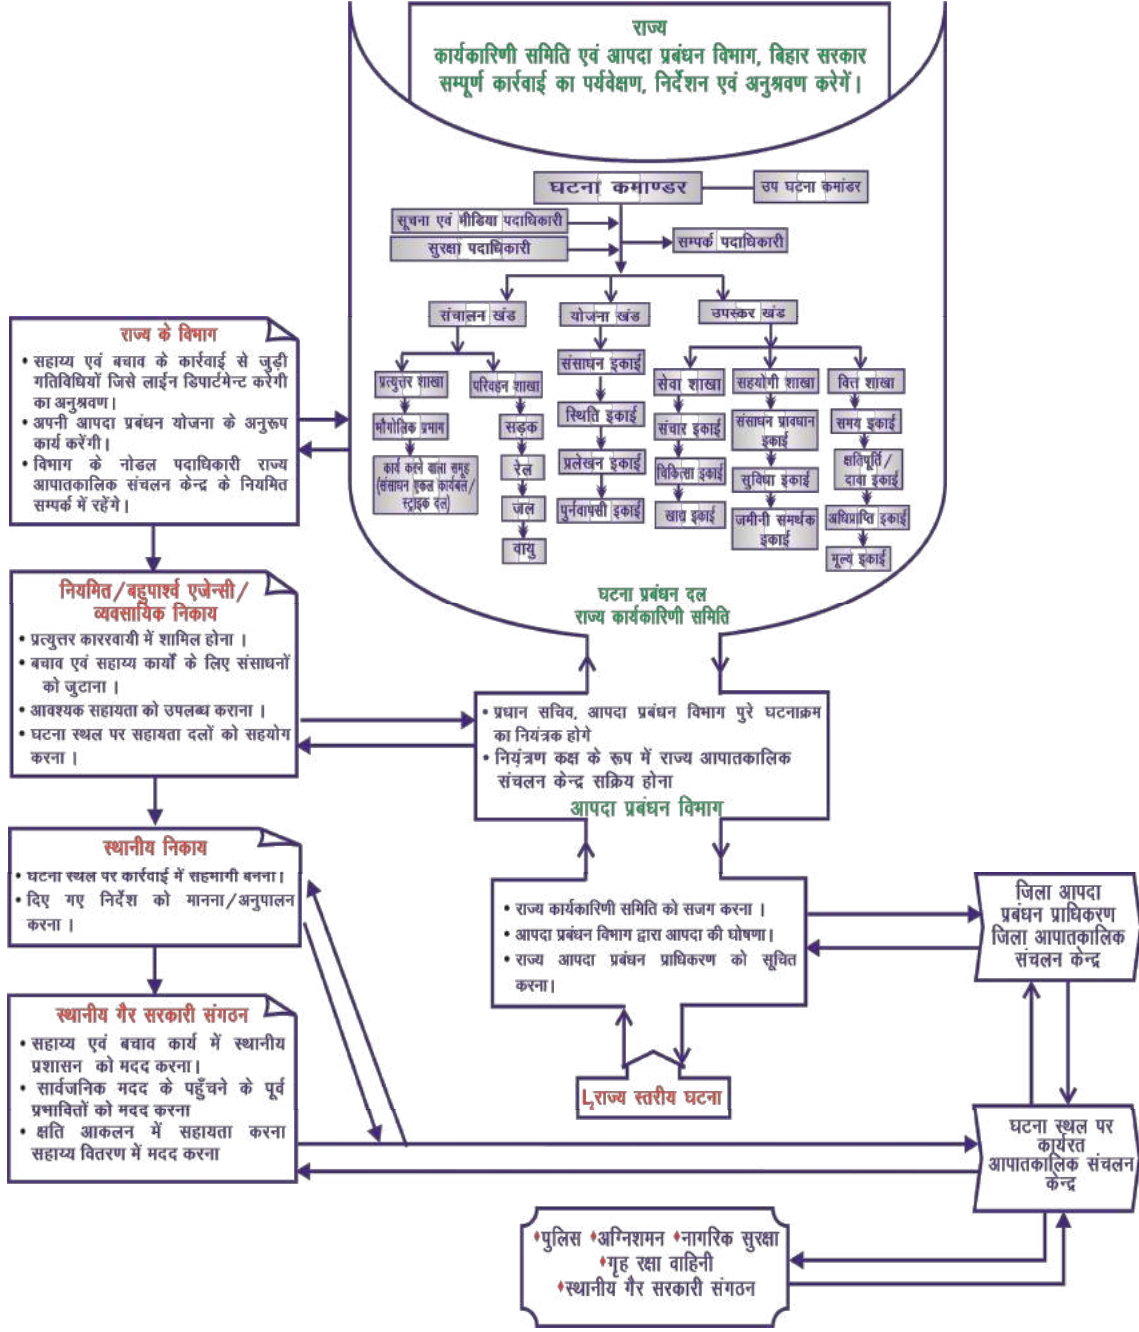 राज्य
कार्यकारिणी समिति एवं आपदा प्रबंधन विभाग, बिहार सरकार
सम्पूर्ण कार्रवाई का पर्यवेक्षण, निर्देशन एवं अनुश्रवण करेगें।
घटना कमाण्डर
उप घटना कमांडर
सूचना एवं मीडिया पदाधिकारी
सुरक्षा पदाधिकारी
सम्पर्क पदाधिकारी
संचालन खंड
योजना खंड
उपस्कर खंड
प्रत्युत्तर शाखा
परिवहन शाखा
भौगोलिक प्रभाग
कार्य करने वाला समूह
(संसाधन एकल कार्यबल/
स्ट्राइक दल)
सड़क
रेल
जल
वायु
संसाधन इकाई
स्थिति इकाई
प्रलेखन इकाई
पुर्नवापसी इकाई
सेवा शाखा
संचार इकाई
चिकित्सा इकाई
खाद्य इकाई
सहयोगी शाखा
संसाधन प्रावधान
इकाई
सुविधा इकाई
जमीनी समर्थक
इकाई
वित्त शाखा
समय इकाई
क्षतिपूर्ति/
दावा इकाई
अधिप्राप्ति इकाई
मूल्य इकाई
घटना प्रबंधन दल
राज्य कार्यकारिणी समिति
राज्य के विभाग
• सहाय्य एवं बचाव के कार्रवाई से जुड़ी
गतिविधियों जिसे लाईन डिपार्टमेन्ट करेगी
का अनुश्रवण।
• अपनी आपदा प्रबंधन योजना के अनुरूप
कार्य करेंगी।
• विभाग के नोडल पदाधिकारी राज्य
आपातकालिक संचलन केन्द्र के नियमित
सम्पर्क में रहेंगे।
नियमित/बहुपार्श्व एजेन्सी/
व्यवसायिक निकाय
• प्रत्युत्तर काररवायी में शामिल होना ।
• बचाव एवं सहाय्य कार्यों के लिए संसाधनों
को जुटाना ।
• आवश्यक सहायता को उपलब्ध कराना ।
• घटना स्थल पर सहायता दलों को सहयोग
करना ।
• प्रधान सचिव, आपदा प्रबंधन विभाग पुरे घटनाक्रम
का नियंत्रक होगे
• नियंत्रण कक्ष के रूप में राज्य आपातकालिक
संचलन केन्द्र सक्रिय होना
आपदा प्रबंधन विभाग
स्थानीय निकाय
• घटना स्थल पर कार्रवाई में सहभागी बनना।
• दिए गए निर्देश को मानना/अनुपालन
करना ।
• राज्य कार्यकारिणी समिति को सजग करना ।
• आपदा प्रबंधन विभाग द्वारा आपदा की घोषणा।
• राज्य आपदा प्रबंधन प्राधिकरण को सूचित
करना।
जिला आपदा
प्रबंधन प्राधिकरण
जिला आपातकालिक
संचलन केन्द्र
स्थानीय गैर सरकारी संगठन
• सहाय्य एवं बचाव कार्य में स्थानीय
प्रशासन को मदद करना।
• सार्वजनिक मदद के पहुँचने के पूर्व
प्रभावितों को मदद करना
• क्षति आकलन में सहायता करना
सहाय्य वितरण में मदद करना
L₂राज्य स्तरीय घटना
घटना स्थल पर
कार्यरत
आपातकालिक संचलन
केन्द्र
♦पुलिस ♦अग्निशमन ♦नागरिक सुरक्षा
♦गृह रक्षा वाहिनी
♦स्थानीय गैर सरकारी संगठन